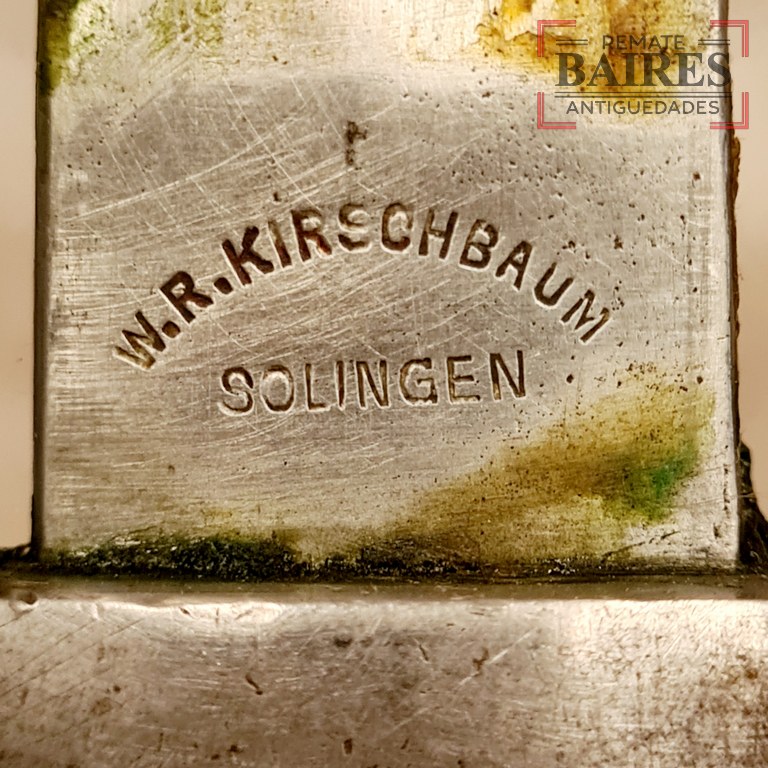 REMATE
BAIRES
ANTIGUEDADES
W.R.KIRSCHBAUM
SOLINGEN